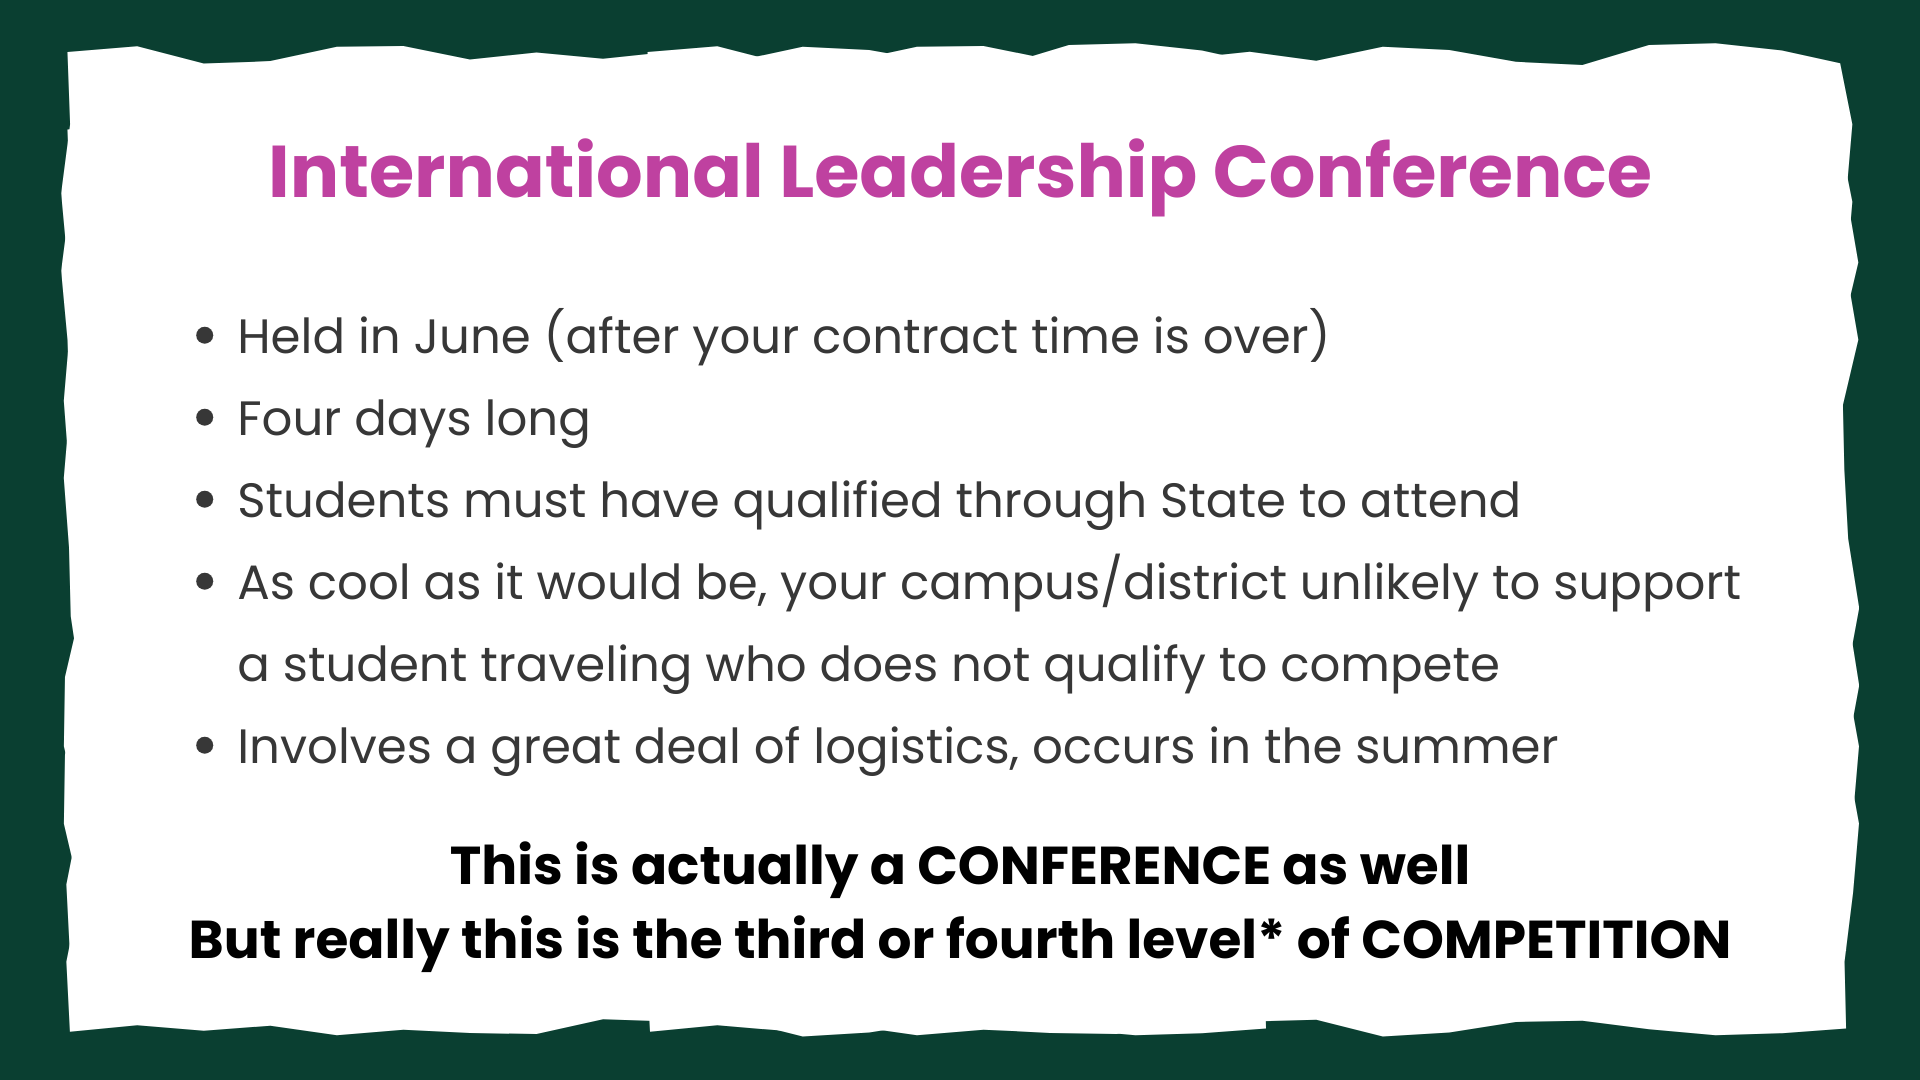 International Leadership Conference
• Held in June (after your contract time is over)
• Four days long
• Students must have qualified through State to attend
• As cool as it would be, your campus/district unlikely to support
a student traveling who does not qualify to compete
• Involves a great deal of logistics, occurs in the summer
This is actually a CONFERENCE as well
But really this is the third or fourth level* of COMPETITION